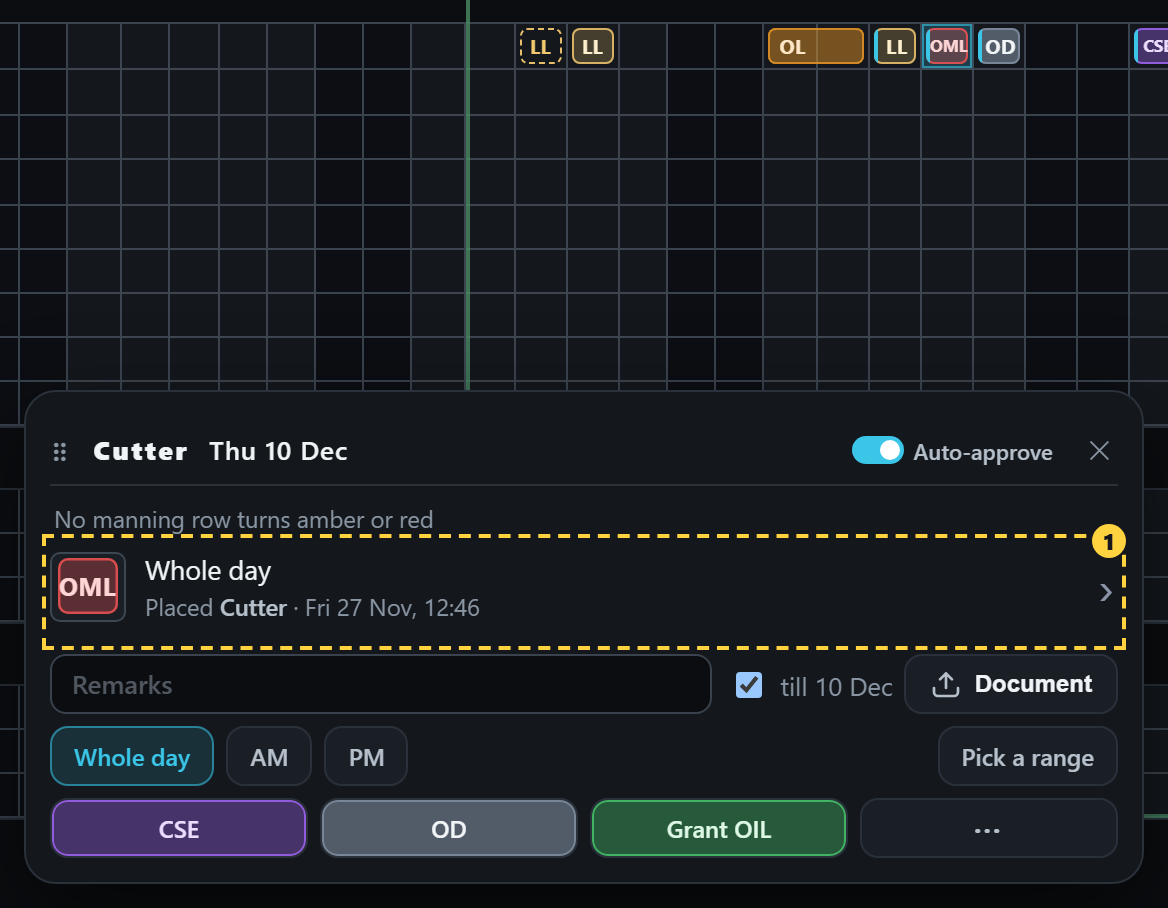 LL LL OL LL OML OD CSE
Cutter Thu 10 Dec Auto-approve
No manning row turns amber or red
1
OML Whole day
Placed Cutter · Fri 27 Nov, 12:46
Remarks till 10 Dec Document
Whole day AM PM Pick a range
CSE OD Grant OIL ...